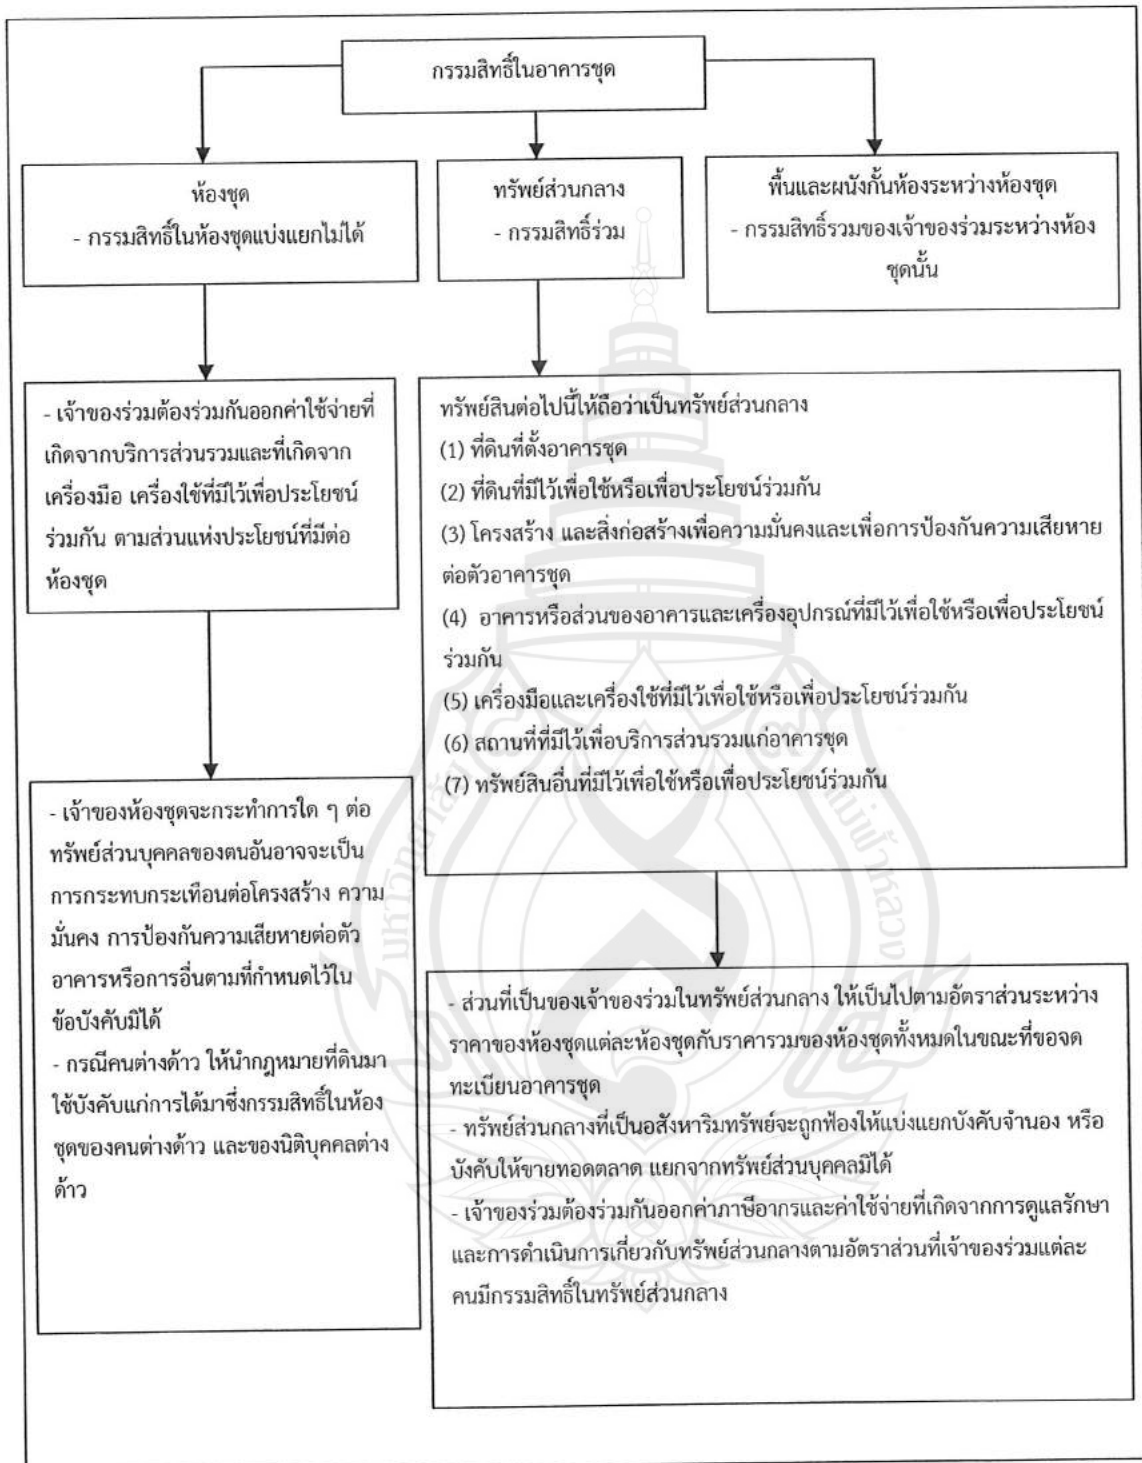 กรรมสิทธิ์ในอาคารชุด
ห้องชุด
- กรรมสิทธิ์ในห้องชุดแบ่งแยกไม่ได้
ทรัพย์ส่วนกลาง
- กรรมสิทธิ์ร่วม
พื้นและผนังกั้นห้องระหว่างห้องชุด
- กรรมสิทธิ์รวมของเจ้าของร่วมระหว่างห้อง
ชุดนั้น
- เจ้าของร่วมต้องร่วมกันออกค่าใช้จ่ายที่
เกิดจากบริการส่วนรวมและที่เกิดจาก
เครื่องมือ เครื่องใช้ที่มีไว้เพื่อประโยชน์
ร่วมกัน ตามส่วนแห่งประโยชน์ที่มีต่อ
ห้องชุด
ทรัพย์สินต่อไปนี้ให้ถือว่าเป็นทรัพย์ส่วนกลาง
(1) ที่ดินที่ตั้งอาคารชุด
(2) ที่ดินที่มีไว้เพื่อใช้หรือเพื่อประโยชน์ร่วมกัน
(3) โครงสร้าง และสิ่งก่อสร้างเพื่อความมั่นคงและเพื่อการป้องกันความเสียหาย
ต่อตัวอาคารชุด
(4) อาคารหรือส่วนของอาคารและเครื่องอุปกรณ์ที่มีไว้เพื่อใช้หรือเพื่อประโยชน์
ร่วมกัน
(5) เครื่องมือและเครื่องใช้ที่มีไว้เพื่อใช้หรือเพื่อประโยชน์ร่วมกัน
(6) สถานที่ที่มีไว้เพื่อบริการส่วนรวมแก่อาคารชุด
(7) ทรัพย์สินอื่นที่มีไว้เพื่อใช้หรือเพื่อประโยชน์ร่วมกัน
- เจ้าของห้องชุดจะกระทำการใด ๆ ต่อ
ทรัพย์ส่วนบุคคลของตนอันอาจจะเป็น
การกระทบกระเทือนต่อโครงสร้าง ความ
มั่นคง การป้องกันความเสียหายต่อตัว
อาคารหรือการอื่นตามที่กำหนดไว้ใน
ข้อบังคับมิได้
- กรณีคนต่างด้าว ให้นำกฎหมายที่ดินมา
ใช้บังคับแก่การได้มาซึ่งกรรมสิทธิ์ในห้อง
ชุดของคนต่างด้าว และของนิติบุคคลต่าง
ด้าว
- ส่วนที่เป็นของเจ้าของร่วมในทรัพย์ส่วนกลาง ให้เป็นไปตามอัตราส่วนระหว่าง
ราคาของห้องชุดแต่ละห้องชุดกับราคารวมของห้องชุดทั้งหมดในขณะที่ขอจด
ทะเบียนอาคารชุด
- ทรัพย์ส่วนกลางที่เป็นอสังหาริมทรัพย์จะถูกฟ้องให้แบ่งแยกบังคับจำนอง หรือ
บังคับให้ขายทอดตลาด แยกจากทรัพย์ส่วนบุคคลมิได้
- เจ้าของร่วมต้องร่วมกันออกค่าภาษีอากรและค่าใช้จ่ายที่เกิดจากการดูแลรักษา
และการดำเนินการเกี่ยวกับทรัพย์ส่วนกลางตามอัตราส่วนที่เจ้าของร่วมแต่ละ
คนมีกรรมสิทธิ์ในทรัพย์ส่วนกลาง